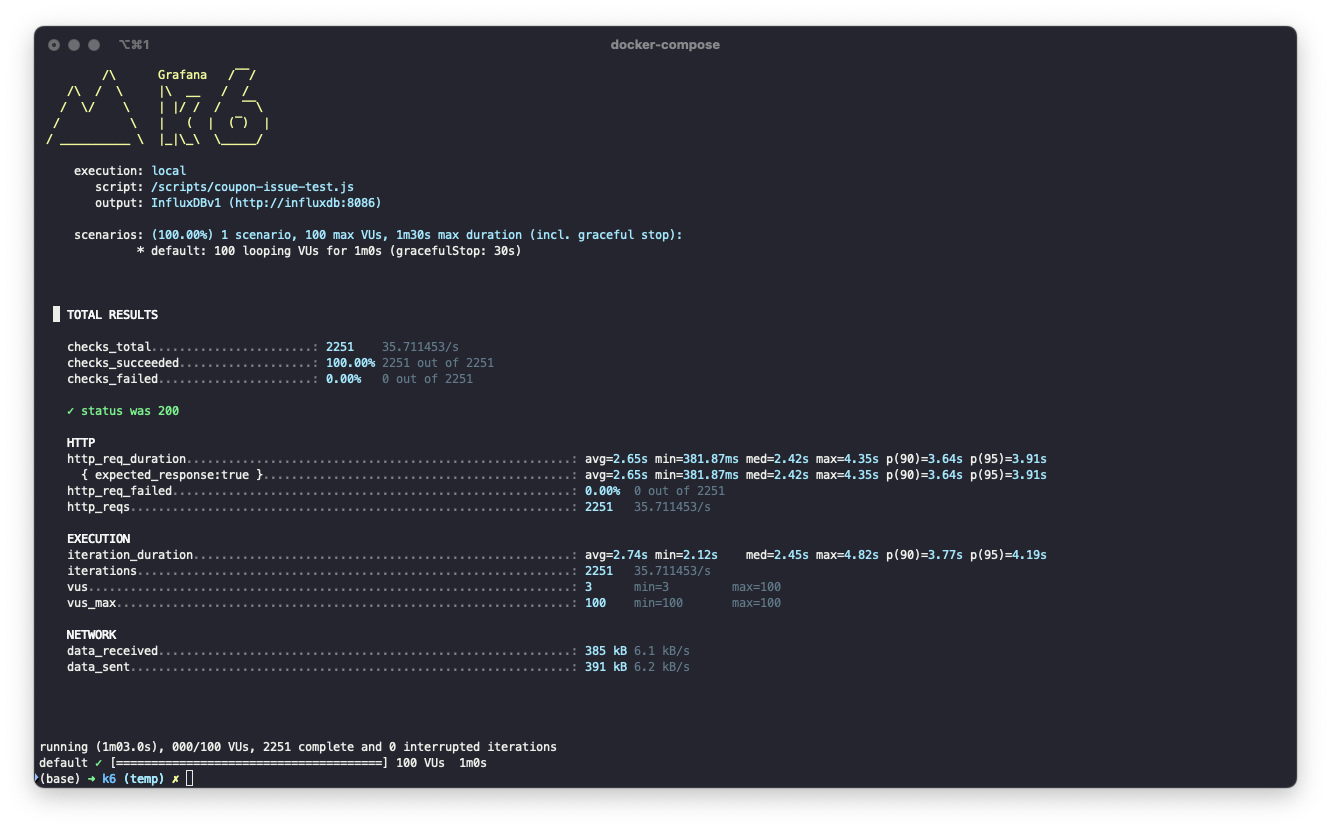 ⌥⌘1 docker-compose
         /\      Grafana   /‾‾/
    /\  /  \     |\  __   /  /
   /  \/    \    | |/ /  /   ‾‾\
  /          \   |   (  |  (‾)  |
 / __________ \  |_|\_\  \_____/
execution: local
script: /scripts/coupon-issue-test.js
output: InfluxDBv1 (http://influxdb:8086)
scenarios: (100.00%) 1 scenario, 100 max VUs, 1m30s max duration (incl. graceful stop):
* default: 100 looping VUs for 1m0s (gracefulStop: 30s)
█ TOTAL RESULTS
checks_total.......................: 2251 35.711453/s
checks_succeeded...................: 100.00% 2251 out of 2251
checks_failed......................: 0.00% 0 out of 2251
✓ status was 200
HTTP
http_req_duration.......................................................: avg=2.65s min=381.87ms med=2.42s max=4.35s p(90)=3.64s p(95)=3.91s
{ expected_response:true }............................................: avg=2.65s min=381.87ms med=2.42s max=4.35s p(90)=3.64s p(95)=3.91s
http_req_failed.........................................................: 0.00% 0 out of 2251
http_reqs...............................................................: 2251 35.711453/s
EXECUTION
iteration_duration......................................................: avg=2.74s min=2.12s med=2.45s max=4.82s p(90)=3.77s p(95)=4.19s
iterations..............................................................: 2251 35.711453/s
vus.....................................................................: 3 min=3 max=100
vus_max.................................................................: 100 min=100 max=100
NETWORK
data_received...........................................................: 385 kB 6.1 kB/s
data_sent...............................................................: 391 kB 6.2 kB/s
running (1m03.0s), 000/100 VUs, 2251 complete and 0 interrupted iterations
default ✓ [======================================] 100 VUs 1m0s
(base) ➜ k6 (temp) ✗